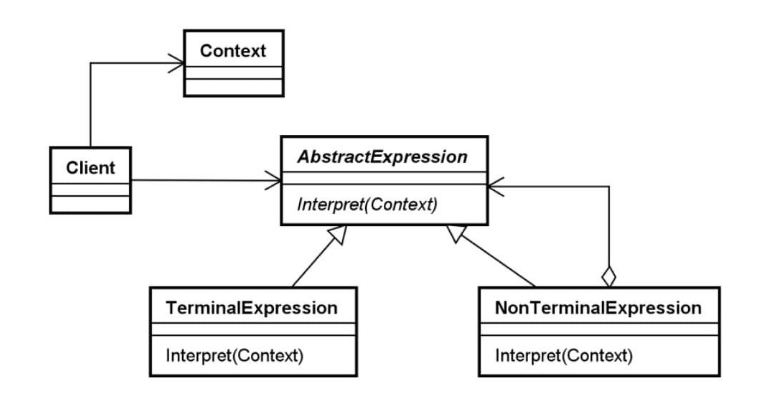 Context
Client
AbstractExpression
Interpret(Context)
TerminalExpression
Interpret(Context)
NonTerminalExpression
Interpret(Context)